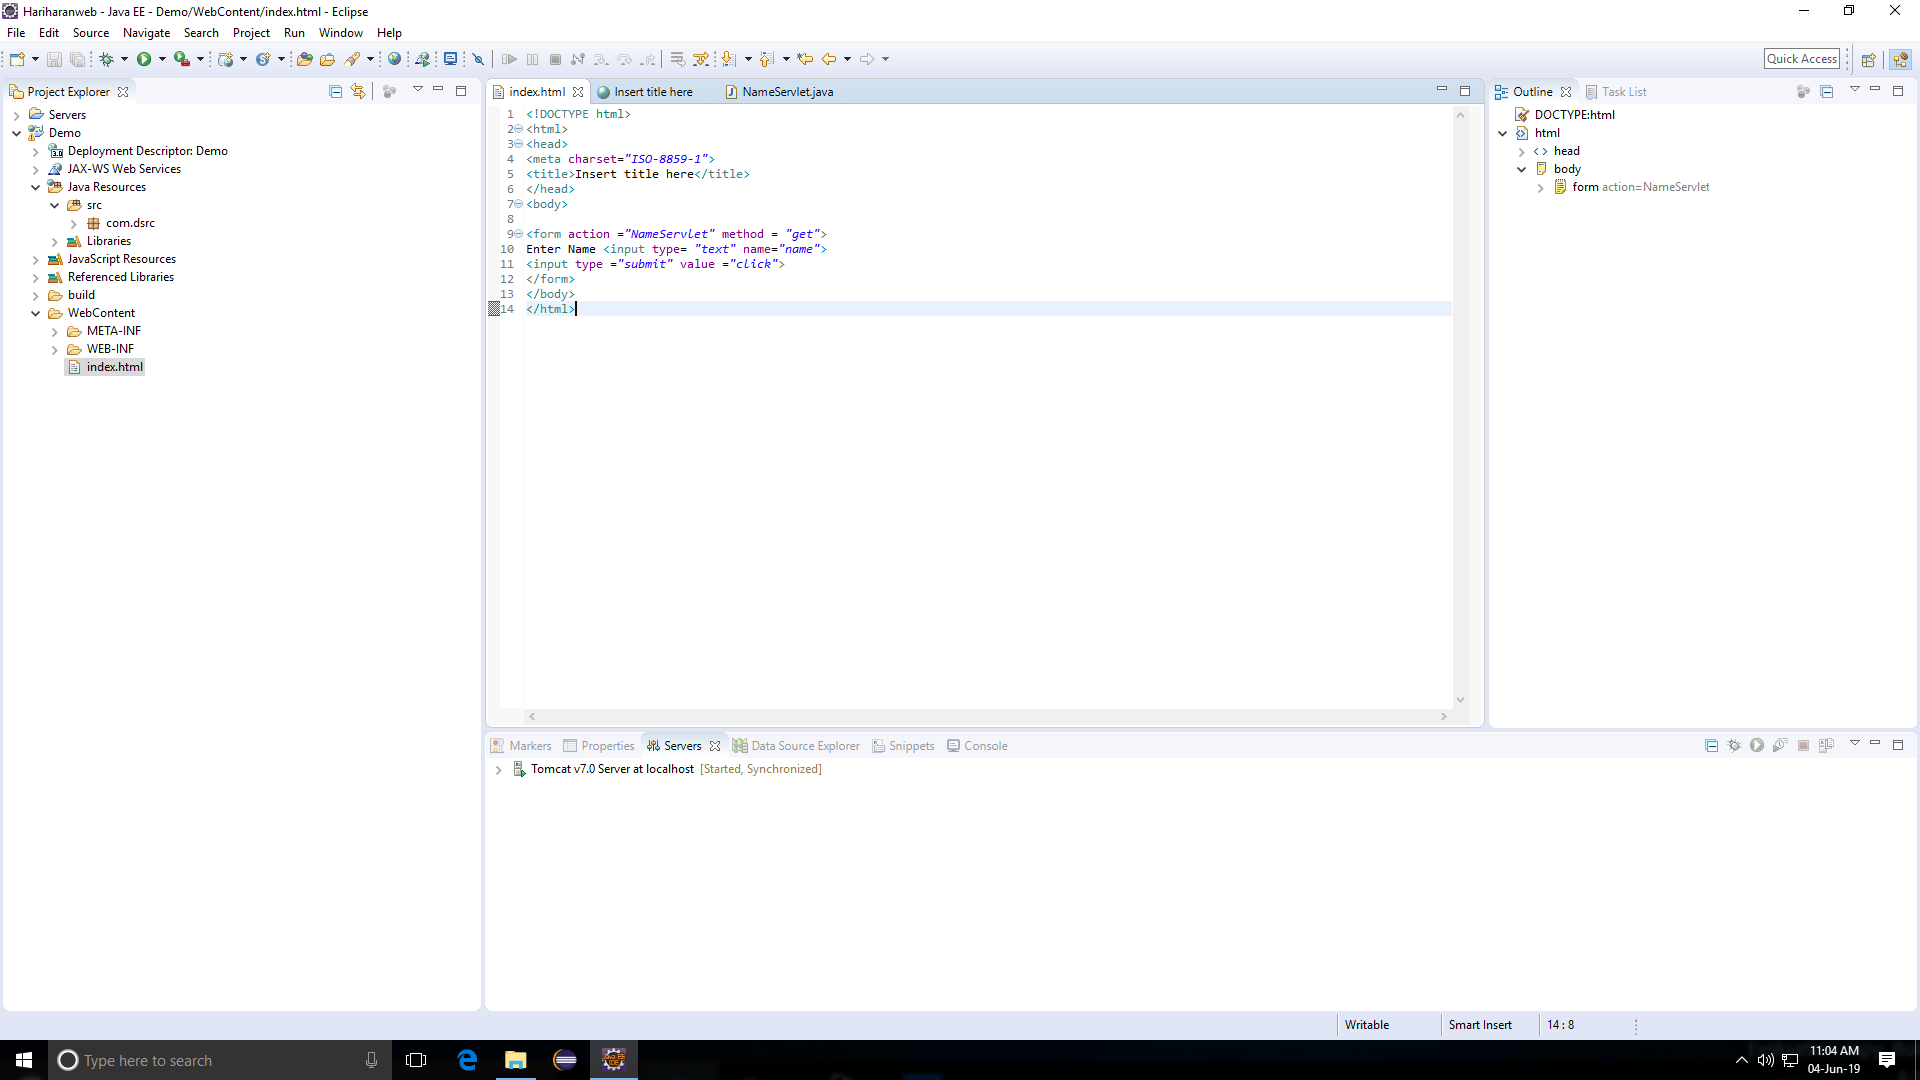 Hariharanweb - Java EE - Demo/WebContent/index.html - Eclipse
File Edit Source Navigate Search Project Run Window Help
Quick Access
Project Explorer
Servers
Demo
Deployment Descriptor: Demo
JAX-WS Web Services
Java Resources
src
com.dsrc
Libraries
JavaScript Resources
Referenced Libraries
build
WebContent
META-INF
WEB-INF
index.html
index.html Insert title here NameServlet.java
1 <!DOCTYPE html>
2 <html>
3 <head>
4 <meta charset="ISO-8859-1">
5 <title>Insert title here</title>
6 </head>
7 <body>
8
9 <form action ="NameServlet" method = "get">
10 Enter Name <input type= "text" name="name">
11 <input type ="submit" value ="click">
12 </form>
13 </body>
14 </html>
Outline Task List
DOCTYPE:html
html
head
body
form action=NameServlet
Markers Properties Servers Data Source Explorer Snippets Console
Tomcat v7.0 Server at localhost [Started, Synchronized]
Writable Smart Insert 14 : 8
Type here to search
11:04 AM
04-Jun-19